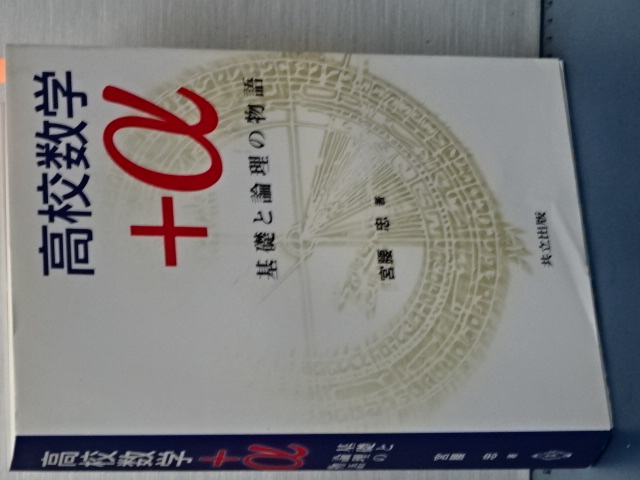 高校数学
+α
基礎と論理の物語
宮腰 忠 著
共立出版
高校数学+α
基礎と
論理の
物語
宮腰 忠 著